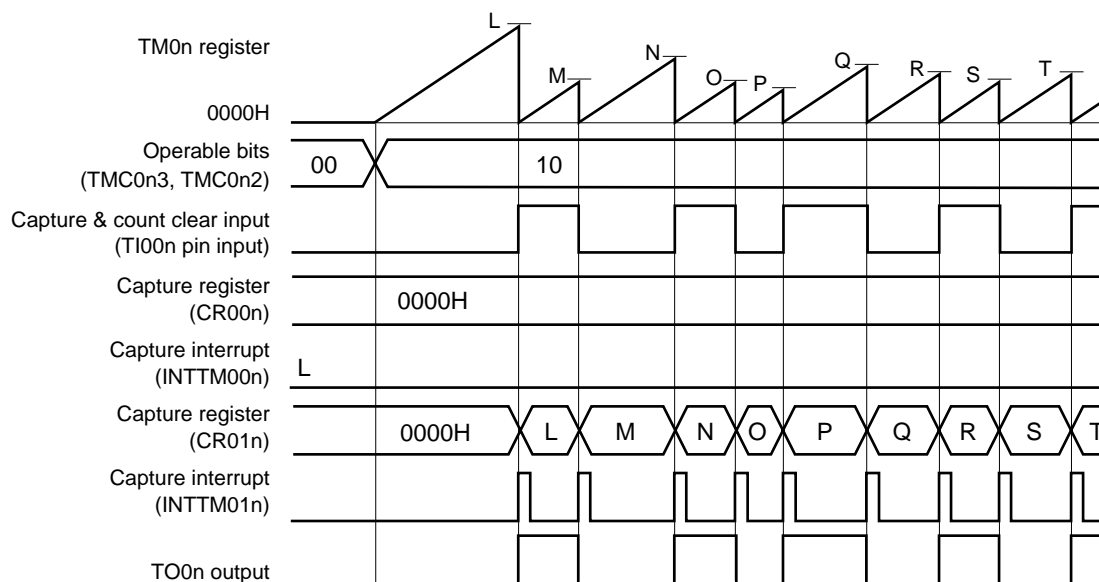 L
TM0n register
N
Q
M
O
P
R
S
T
0000H
Operable bits
(TMC0n3, TMC0n2)
00
10
Capture & count clear input
(TI00n pin input)
Capture register
(CR00n)
0000H
Capture interrupt
(INTTM00n)
L
Capture register
(CR01n)
0000H
L
M
N
O
P
Q
R
S
T
Capture interrupt
(INTTM01n)
TO0n output